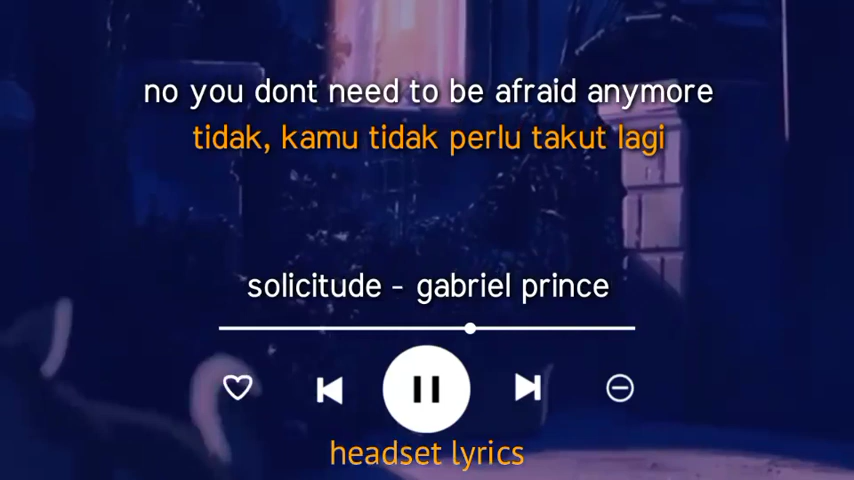 no you dont need to be afraid anymore
tidak, kamu tidak perlu takut lagi
solicitude - gabriel prince
headset lyrics